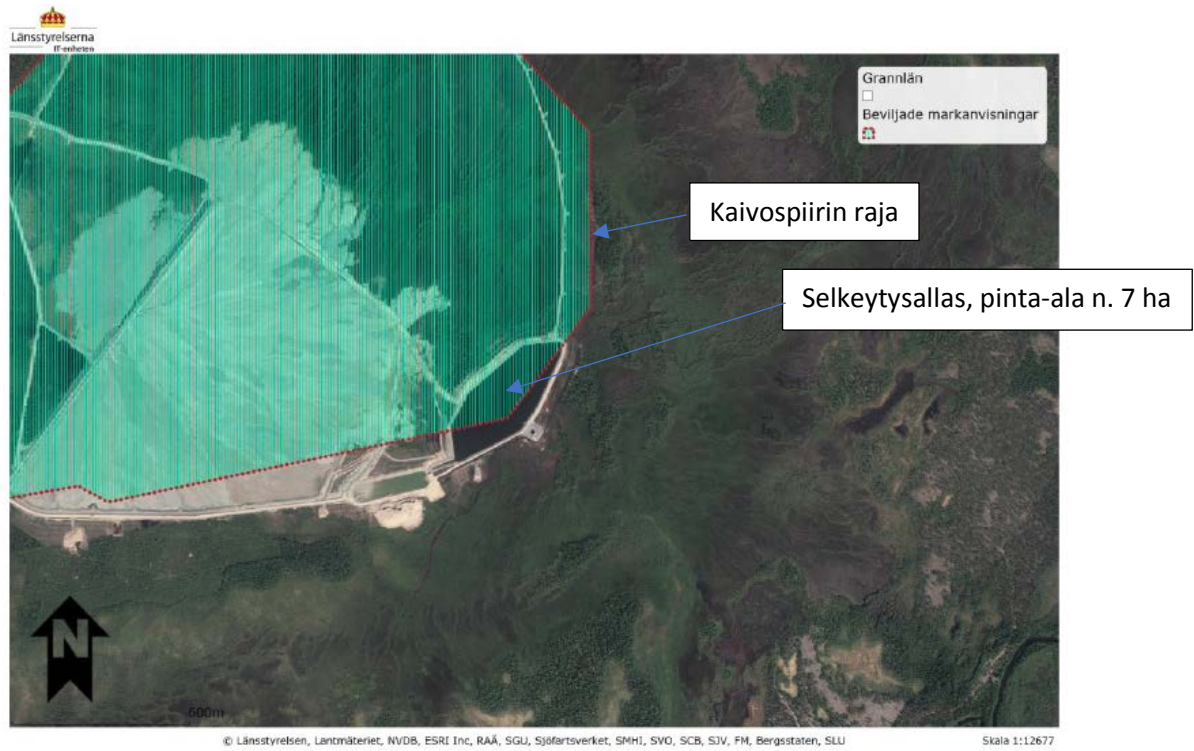 Länsstyrelserna
IT-enheten
Grannlän
Beviljade markanvisningar
Kaivospiirin raja
Selkeytysallas, pinta-ala n. 7 ha
N
600m
© Länsstyrelsen, Lantmäteriet, NVDB, ESRI Inc, RAÄ, SGU, Sjöfartsverket, SMHI, SVO, SCB, SJV, FM, Bergsstaten, SLU
Skala 1:12677